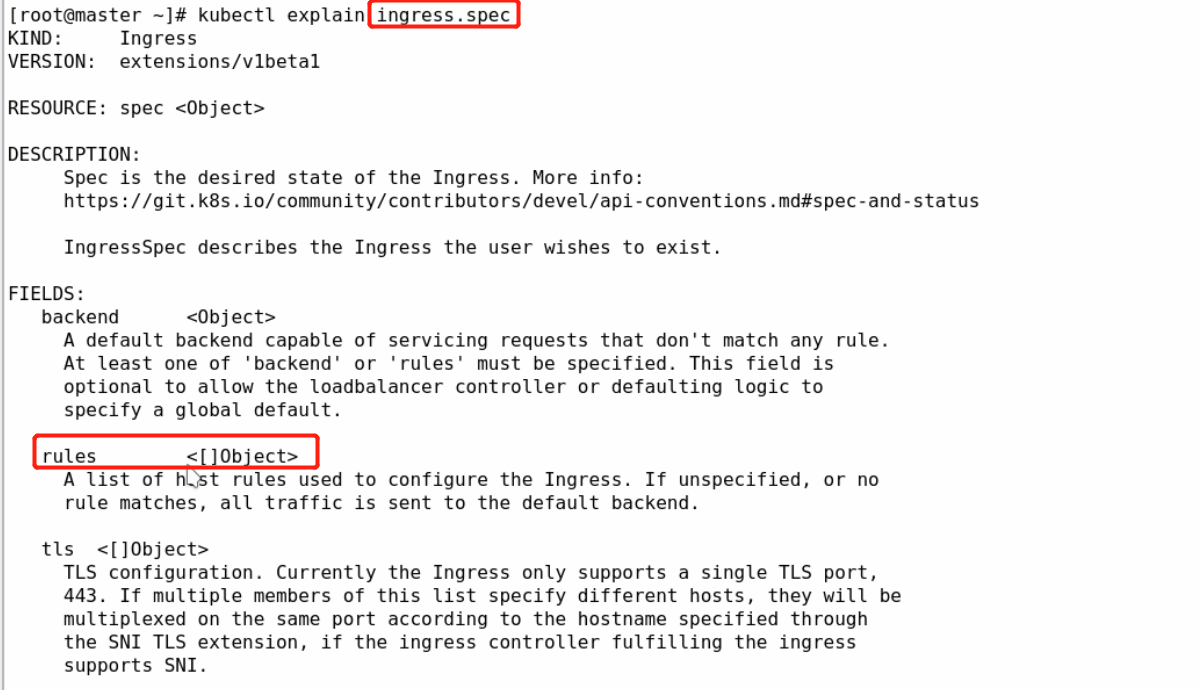 [root@master ~]# kubectl explain ingress.spec
KIND:     Ingress
VERSION:  extensions/v1beta1
RESOURCE: spec <Object>
DESCRIPTION:
Spec is the desired state of the Ingress. More info:
https://git.k8s.io/community/contributors/devel/api-conventions.md#spec-and-status
IngressSpec describes the Ingress the user wishes to exist.
FIELDS:
backend      <Object>
A default backend capable of servicing requests that don't match any rule.
At least one of 'backend' or 'rules' must be specified. This field is
optional to allow the loadbalancer controller or defaulting logic to
specify a global default.
rules        <[]Object>
A list of host rules used to configure the Ingress. If unspecified, or no
rule matches, all traffic is sent to the default backend.
tls  <[]Object>
TLS configuration. Currently the Ingress only supports a single TLS port,
443. If multiple members of this list specify different hosts, they will be
multiplexed on the same port according to the hostname specified through
the SNI TLS extension, if the ingress controller fulfilling the ingress
supports SNI.